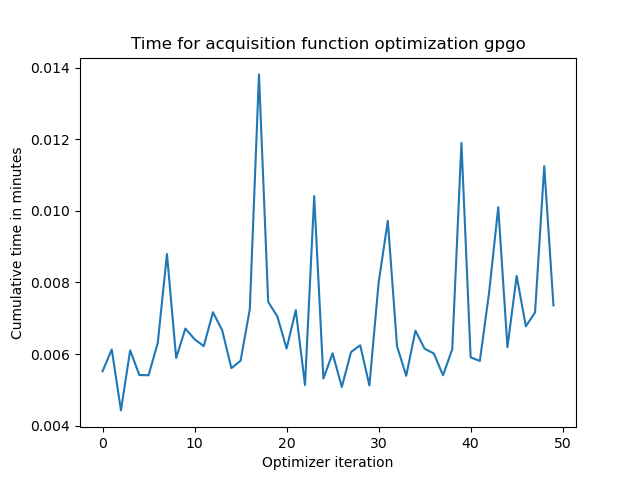 Time for acquisition function optimization gpgo
Cumulative time in minutes
0.014
0.012
0.010
0.008
0.006
0.004
0 10 20 30 40 50
Optimizer iteration